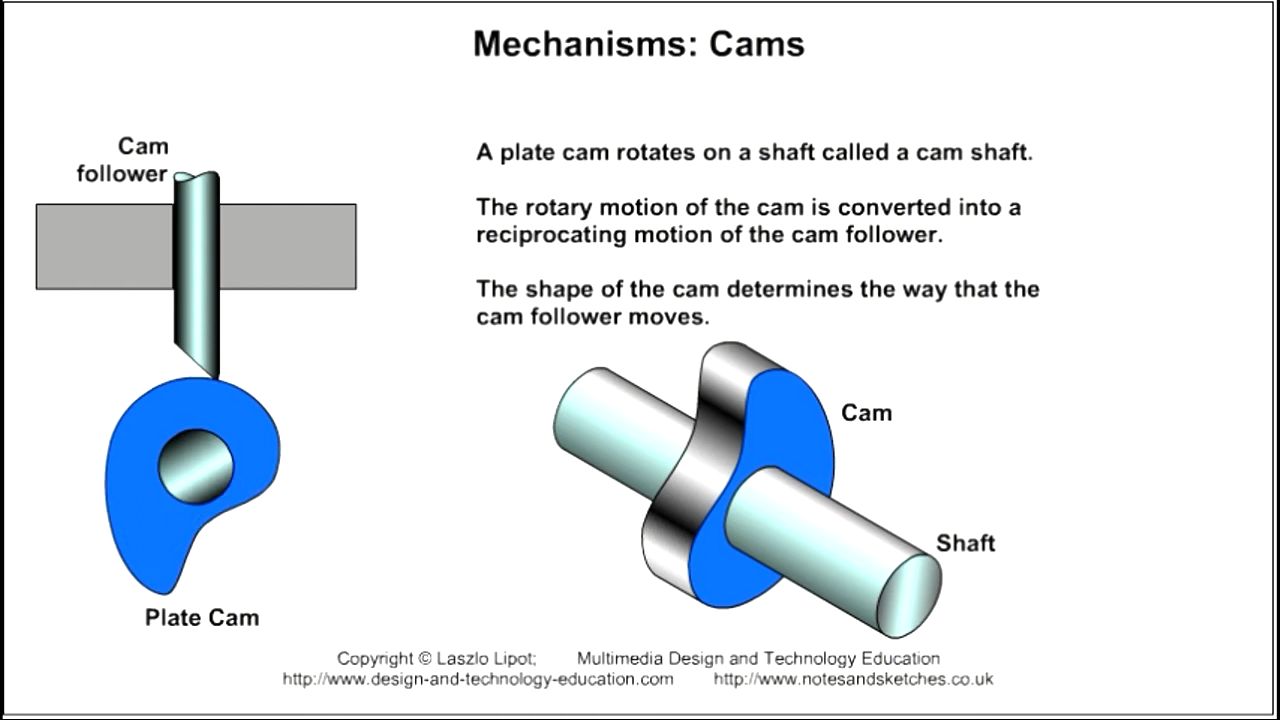 Mechanisms: Cams
Cam
follower
A plate cam rotates on a shaft called a cam shaft.
The rotary motion of the cam is converted into a
reciprocating motion of the cam follower.
The shape of the cam determines the way that the
cam follower moves.
Cam
Shaft
Plate Cam
Copyright © Laszlo Lipot; Multimedia Design and Technology Education
http://www.design-and-technology-education.com http://www.notesandsketches.co.uk